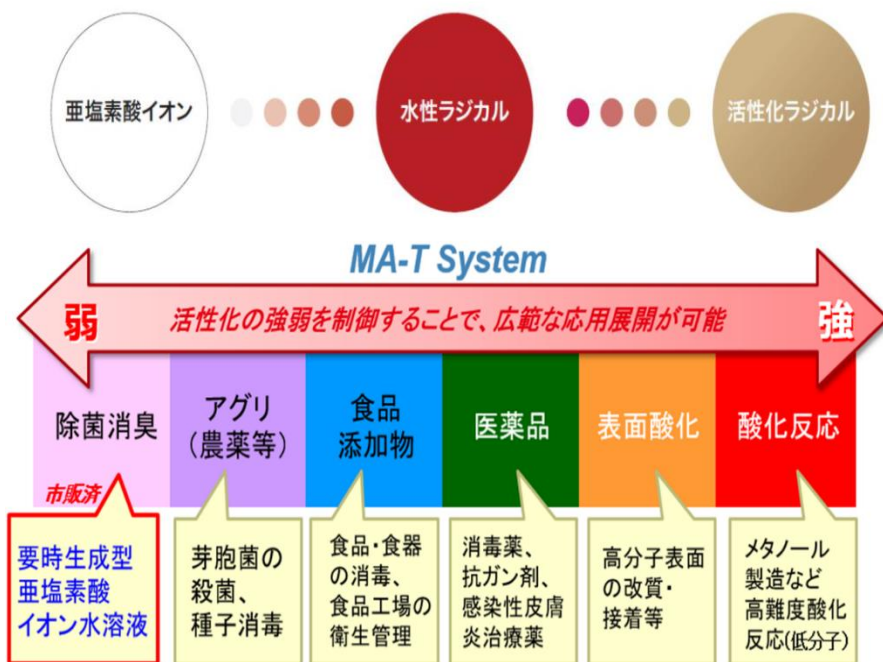 亜塩素酸イオン
水性ラジカル
活性化ラジカル
MA-T System
弱
活性化の強弱を制御することで、広範な応用展開が可能
強
除菌消臭
市販済
アグリ
(農薬等)
食品
添加物
医薬品
表面酸化
酸化反応
要時生成型
亜塩素酸
イオン水溶液
芽胞菌の
殺菌、
種子消毒
食品・食器
の消毒、
食品工場の
衛生管理
消毒薬、
抗ガン剤、
感染性皮膚
炎治療薬
高分子表面
の改質・
接着等
メタノール
製造など
高難度酸化
反応(低分子)